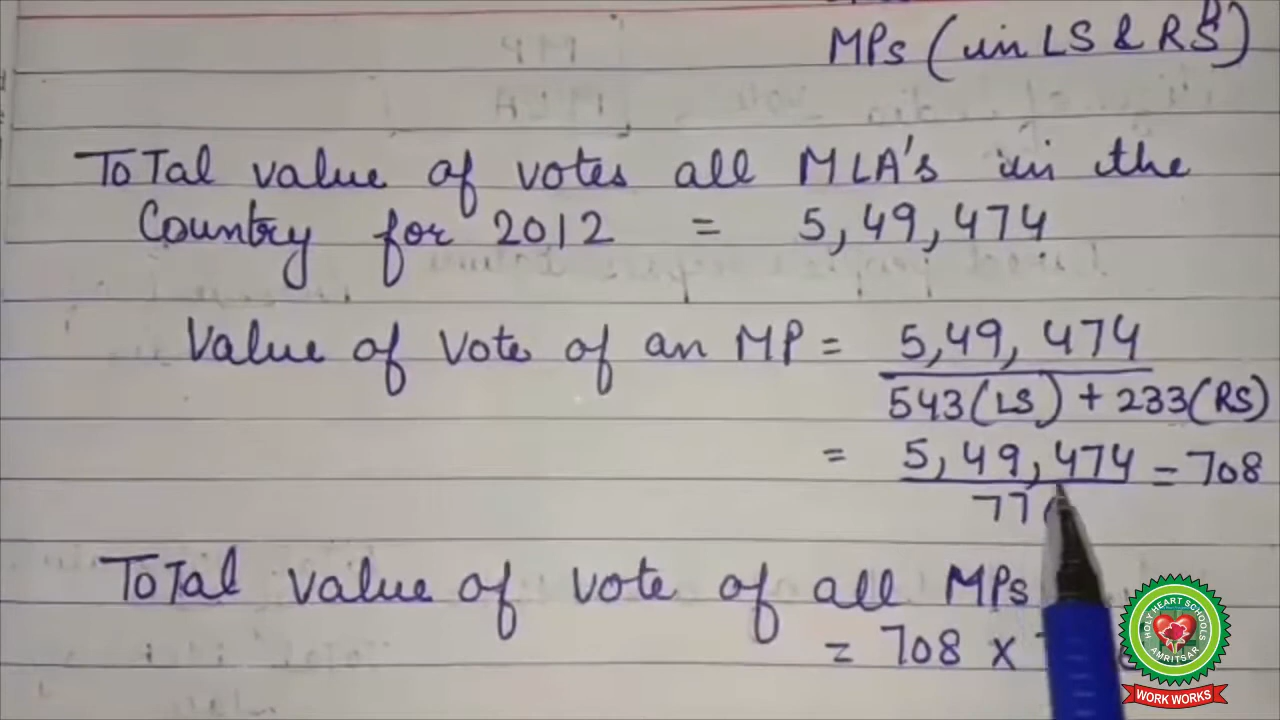 MPs (in LS & RS)
Total value of votes all MLA's in the
Country for 2012 = 5,49,474
Value of vote of an MP = 5,49,474
543(LS) + 233(RS)
= 5,49,474 = 708
77
Total value of vote of all MPs
= 708 x
HOLY HEART SCHOOLS
AMRITSAR
WORK WORKS